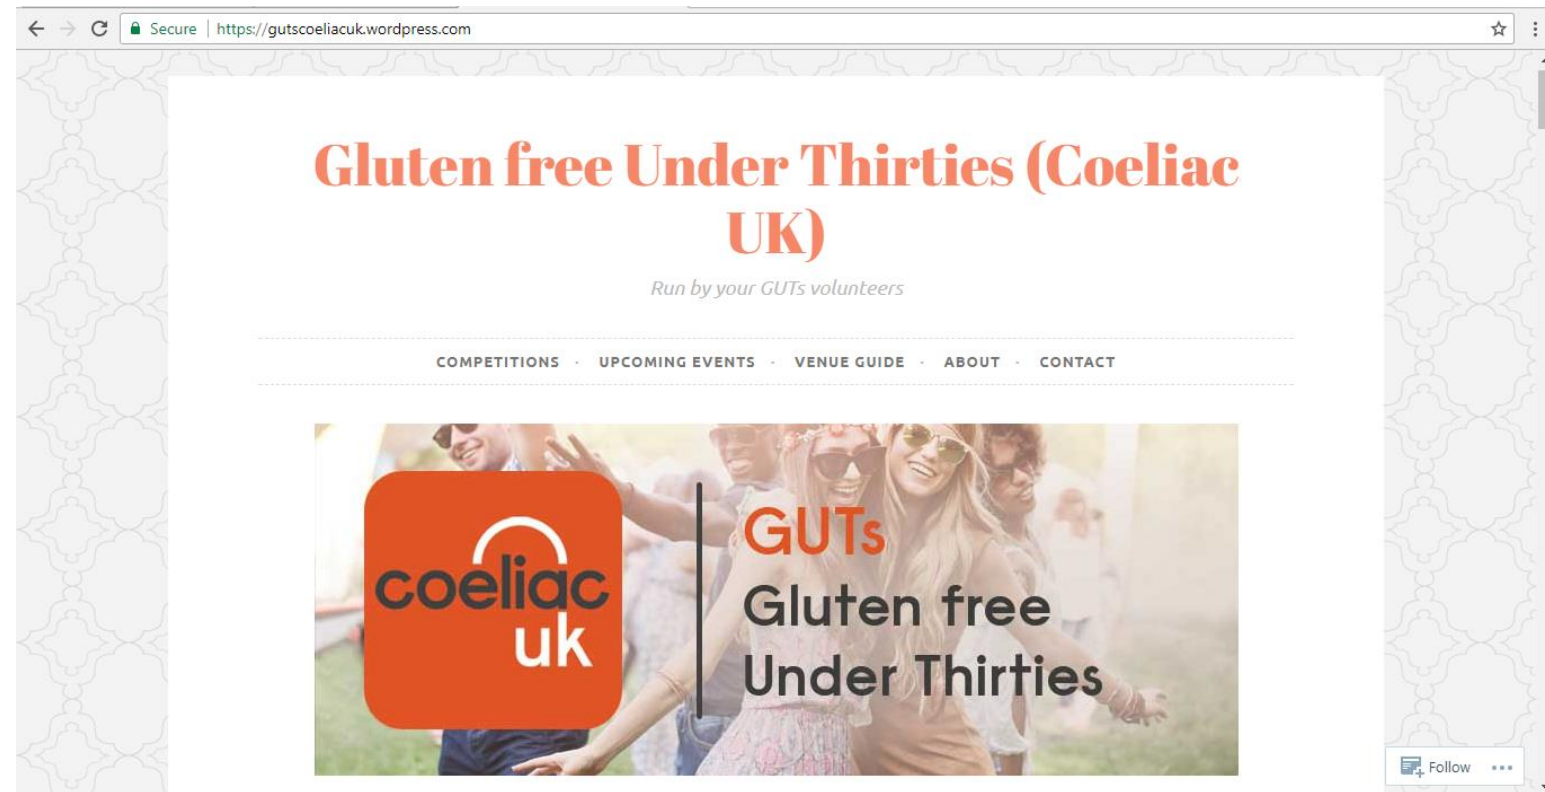 Secure | https://gutscoeliacuk.wordpress.com
Gluten free Under Thirties (Coeliac
UK)
Run by your GUTs volunteers
COMPETITIONS · UPCOMING EVENTS · VENUE GUIDE · ABOUT · CONTACT
coeliac
uk
GUTs
Gluten free
Under Thirties
Follow